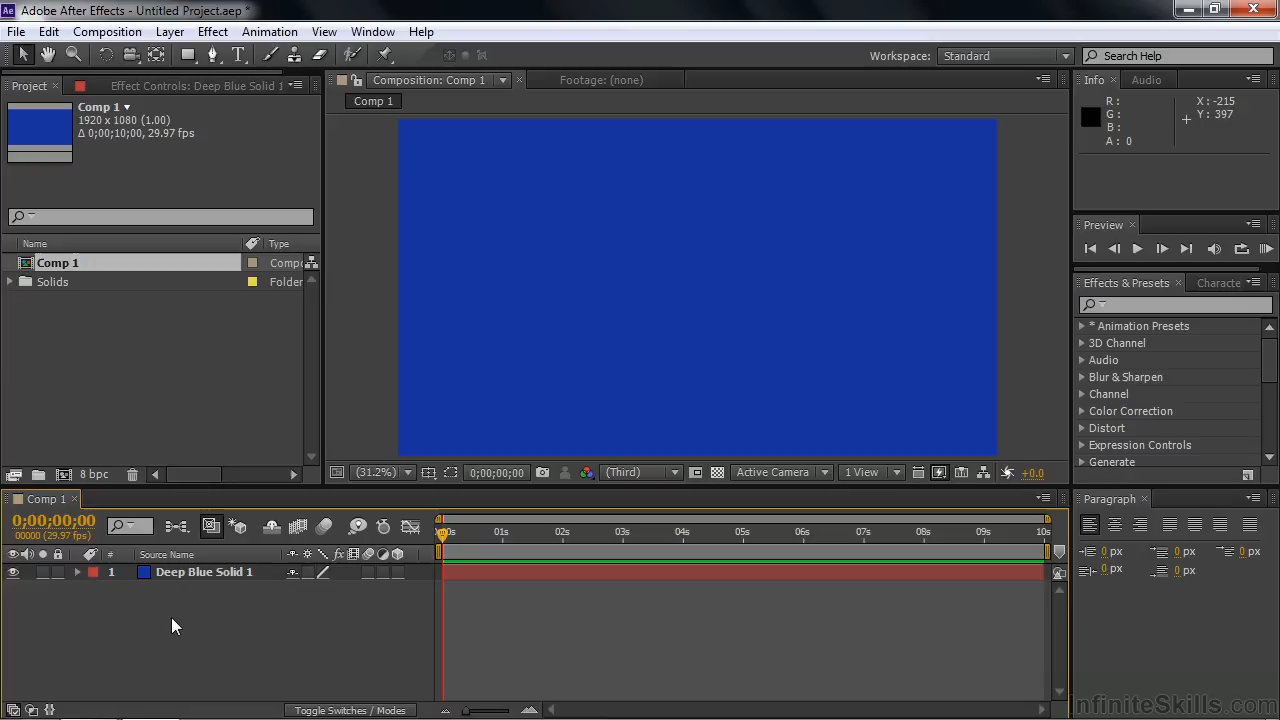 Ae Adobe After Effects - Untitled Project.aep *
File Edit Composition Layer Effect Animation View Window Help
Workspace: Standard Search Help
Project Effect Controls: Deep Blue Solid 1
Comp 1
1920 x 1080 (1.00)
Δ 0;00;10;00, 29.97 fps
Name Type
Comp 1 Compo
Solids Folder
8 bpc
Composition: Comp 1 Footage: (none)
Comp 1
(31.2%) 0;00;00;00 (Third) Active Camera 1 View +0.0
Info Audio
R : X : -215
G : Y : 397
B :
A : 0
Preview
Effects & Presets Characte
* Animation Presets
3D Channel
Audio
Blur & Sharpen
Channel
Color Correction
Distort
Expression Controls
Generate
Comp 1
0;00;00;00
00000 (29.97 fps)
# Source Name fx
1 Deep Blue Solid 1
0s 01s 02s 03s 04s 05s 06s 07s 08s 09s 10s
Toggle Switches / Modes
Paragraph
0 px 0 px 0 px
0 px 0 px
InfiniteSkills.com